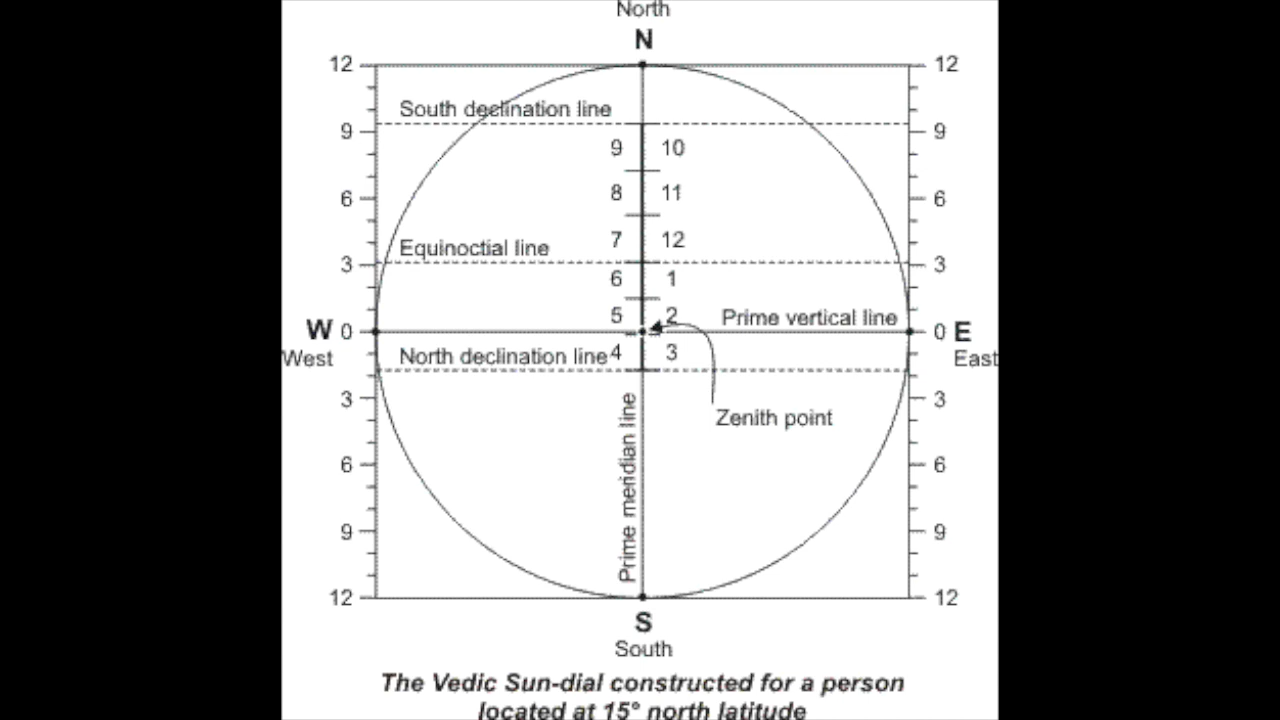 North
N
12 12
South declination line
9 9
9 10
6 8 11 6
7 12
Equinoctial line
3 3
6 1
5 2 Prime vertical line
W 0 0 E
West North declination line 4 3 East
3 3
Zenith point
6 6
Prime meridian line
9 9
12 12
S
South
The Vedic Sun-dial constructed for a person
located at 15° north latitude